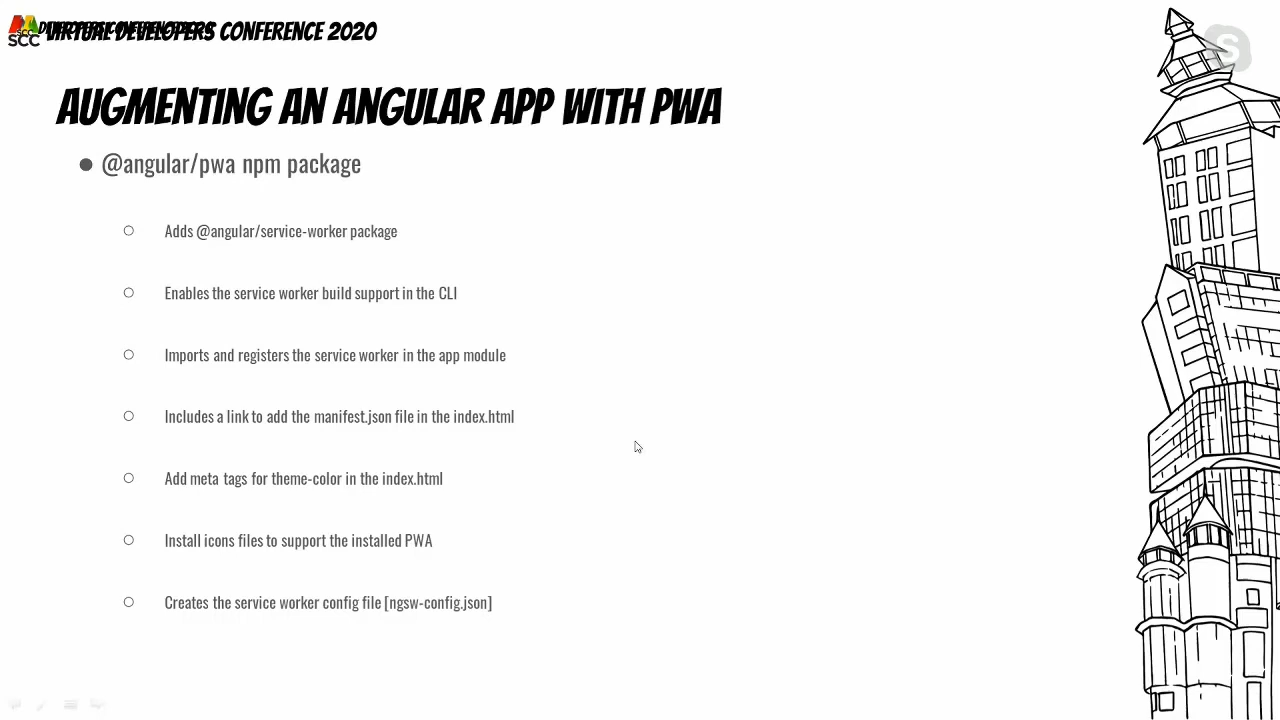 SCC VIRTUAL DEVELOPERS CONFERENCE 2020
AUGMENTING AN ANGULAR APP WITH PWA
● @angular/pwa npm package
○ Adds @angular/service-worker package
○ Enables the service worker build support in the CLI
○ Imports and registers the service worker in the app module
○ Includes a link to add the manifest.json file in the index.html
○ Add meta tags for theme-color in the index.html
○ Install icons files to support the installed PWA
○ Creates the service worker config file [ngsw-config.json]